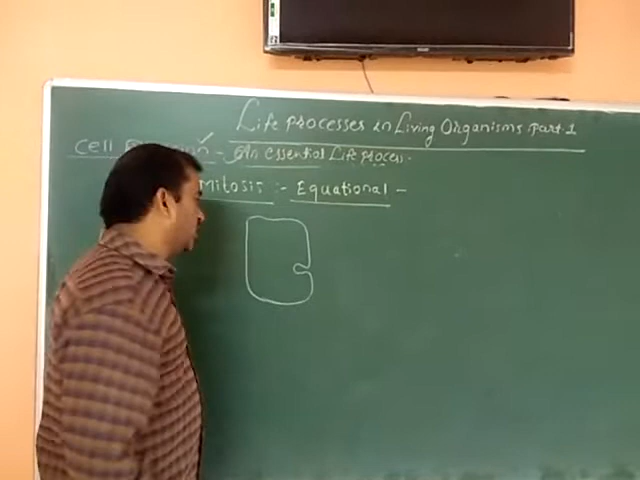 Life processes in Living Organisms part-1
Cell Division - An essential Life process.
Mitosis :- Equational -